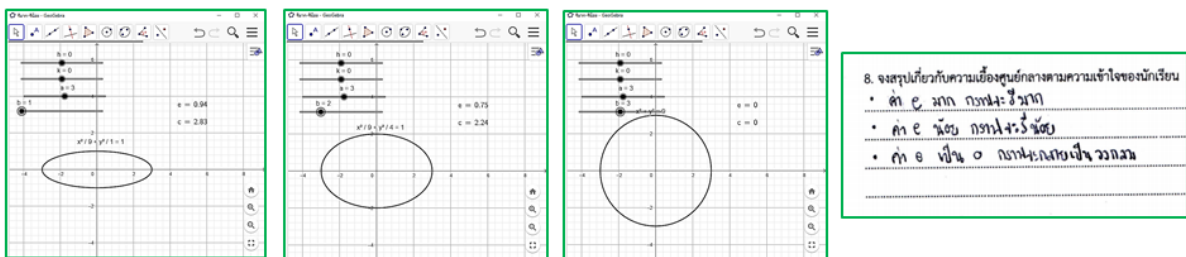 GeoGebra
h = 0
k = 0
a = 3
b = 1
e = 0.94
c = 2.83
x² / 9 + y² / 1 = 1
GeoGebra
h = 0
k = 0
a = 3
b = 2
e = 0.75
c = 2.24
x² / 9 + y² / 4 = 1
GeoGebra
h = 0
k = 0
a = 3
b = 3
e = 0
c = 0
8. จงสรุปเกี่ยวกับความเยื้องศูนย์กลางตามความเข้าใจของนักเรียน
• ค่า e มาก กราฟจะรีมาก
• ค่า e น้อย กราฟจะรีน้อย
• ค่า e เป็น 0 กราฟจะกลายเป็นวงกลม